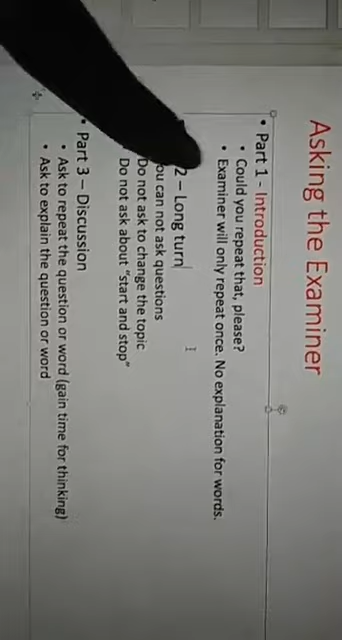 Asking the Examiner
• Part 1 - Introduction
• Could you repeat that, please?
• Examiner will only repeat once. No explanation for words.
2 – Long turn
ou can not ask questions
Do not ask to change the topic
Do not ask about "start and stop"
• Part 3 – Discussion
• Ask to repeat the question or word (gain time for thinking)
• Ask to explain the question or word